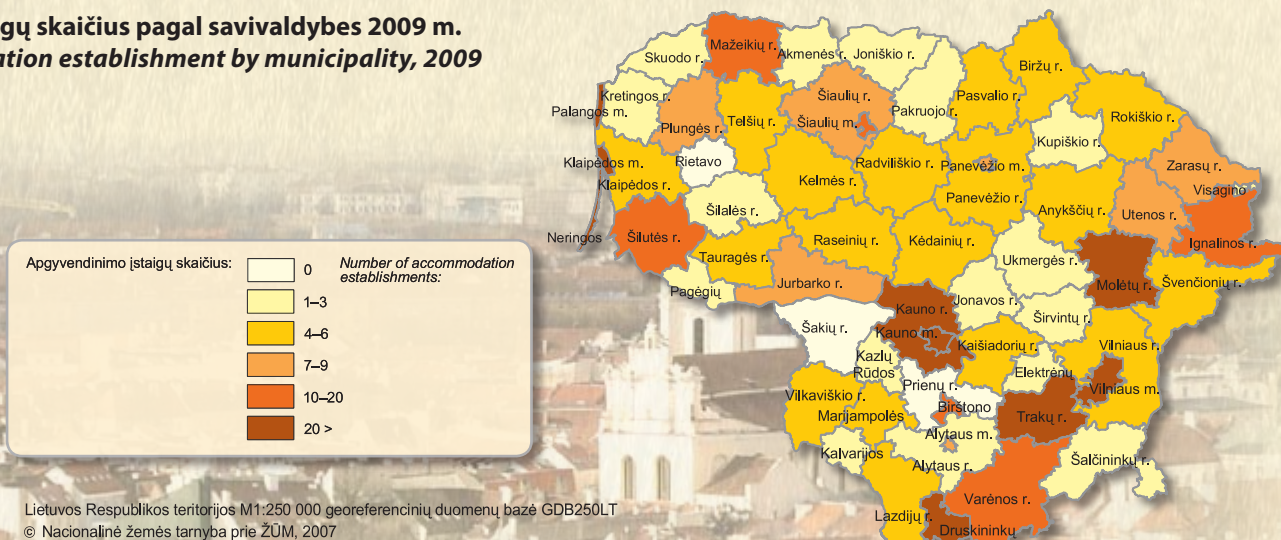 gų skaičius pagal savivaldybes 2009 m.
ation establishment by municipality, 2009
Apgyvendinimo įstaigų skaičius:
Number of accommodation
establishments:
0
1–3
4–6
7–9
10–20
20 >
Skuodo r.
Mažeikių r.
Akmenės r.
Joniškio r.
Biržų r.
Kretingos r.
Palangos m.
Plungės r.
Telšių r.
Šiaulių r.
Šiaulių m.
Pakruojo r.
Pasvalio r.
Rokiškio r.
Kupiškio r.
Klaipėdos m.
Klaipėdos r.
Rietavo
Kelmės r.
Radviliškio r.
Panevėžio m.
Panevėžio r.
Zarasų r.
Visagino
Anykščių r.
Utenos r.
Ignalinos r.
Neringos
Šilutės r.
Šilalės r.
Tauragės r.
Raseinių r.
Kėdainių r.
Ukmergės r.
Molėtų r.
Švenčionių r.
Pagėgių
Jurbarko r.
Kauno r.
Kauno m.
Jonavos r.
Širvintų r.
Šakių r.
Kazlų
Rūdos
Kaišiadorių r.
Vilniaus r.
Elektrėnų
Vilniaus m.
Prienų r.
Birštono
Vilkaviškio r.
Marijampolės
Trakų r.
Kalvarijos
Alytaus m.
Alytaus r.
Šalčininkų r.
Varėnos r.
Lazdijų r.
Druskininkų
Lietuvos Respublikos teritorijos M1:250 000 georeferencinių duomenų bazė GDB250LT
© Nacionalinė žemės tarnyba prie ŽŪM, 2007